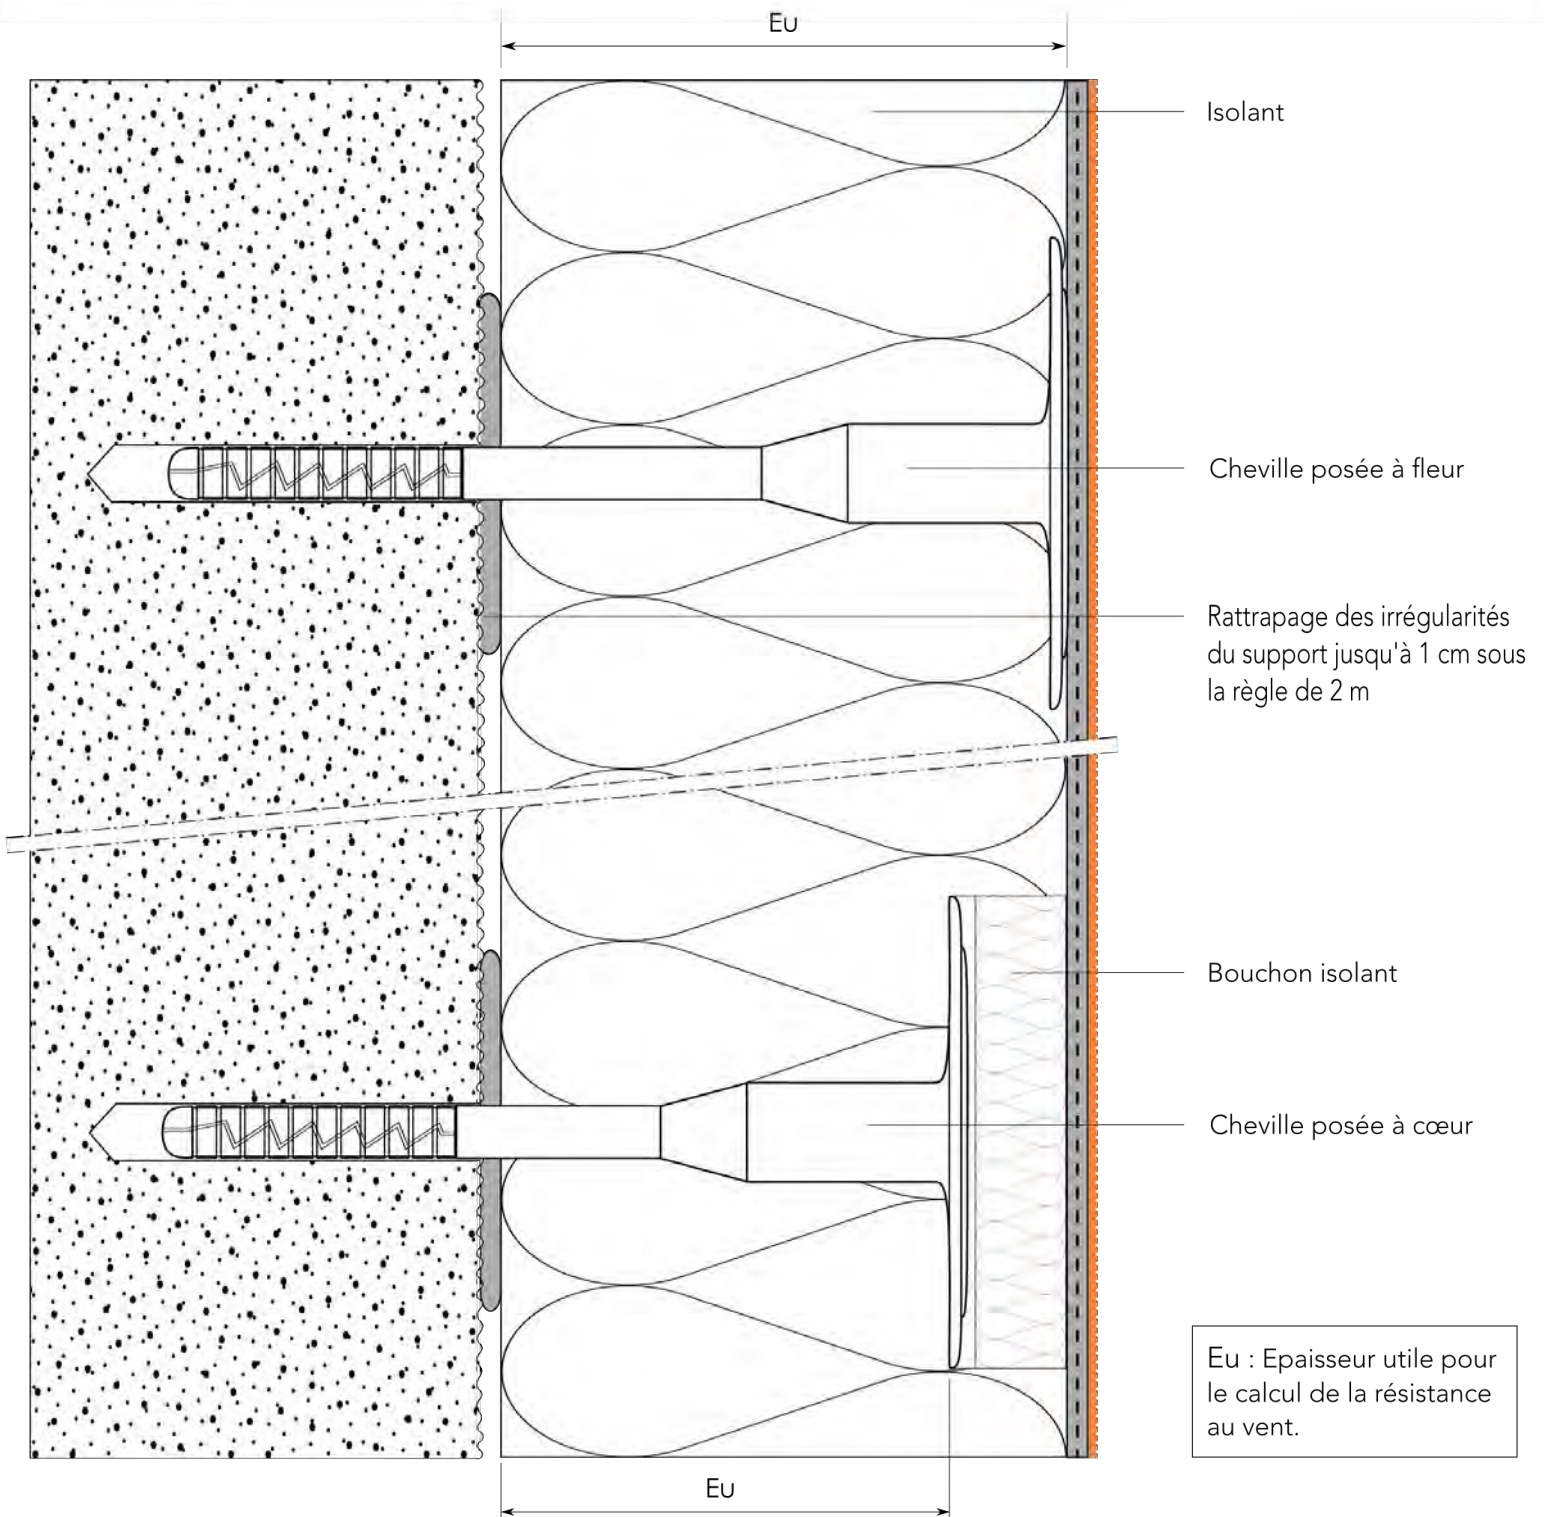 Eu
Isolant
Cheville posée à fleur
Rattrapage des irrégularités
du support jusqu'à 1 cm sous
la règle de 2 m
Bouchon isolant
Cheville posée à cœur
Eu : Epaisseur utile pour
le calcul de la résistance
au vent.
Eu